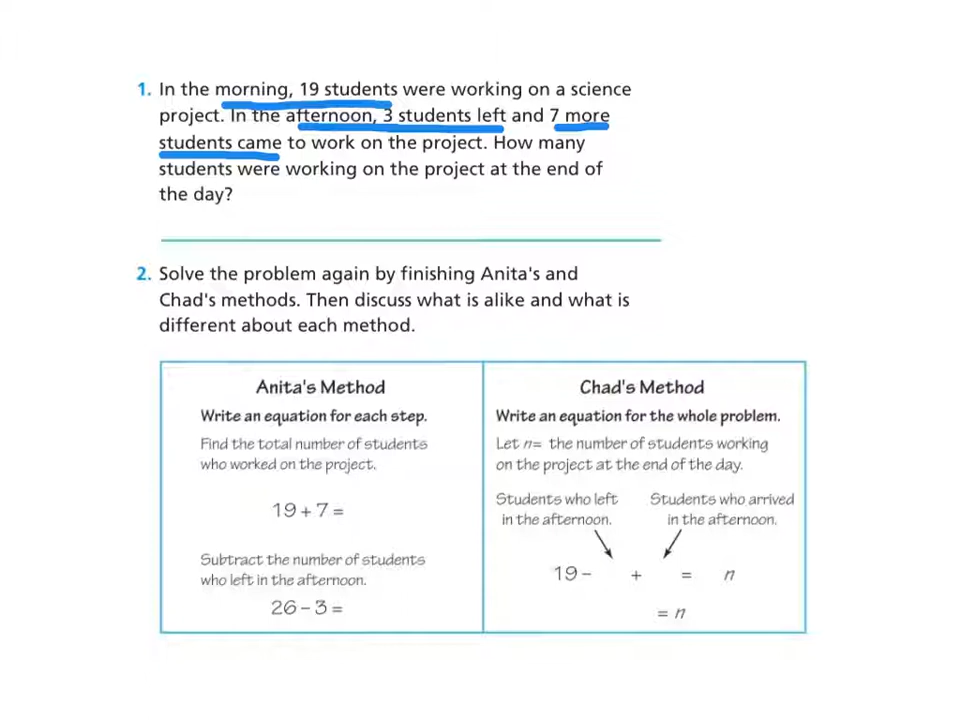 1. In the morning, 19 students were working on a science
project. In the afternoon, 3 students left and 7 more
students came to work on the project. How many
students were working on the project at the end of
the day?
2. Solve the problem again by finishing Anita's and
Chad's methods. Then discuss what is alike and what is
different about each method.
Anita's Method
Write an equation for each step.
Find the total number of students
who worked on the project.
19 + 7 =
Subtract the number of students
who left in the afternoon.
26 – 3 =
Chad's Method
Write an equation for the whole problem.
Let n= the number of students working
on the project at the end of the day.
Students who left
in the afternoon.
Students who arrived
in the afternoon.
19 – + = n
= n